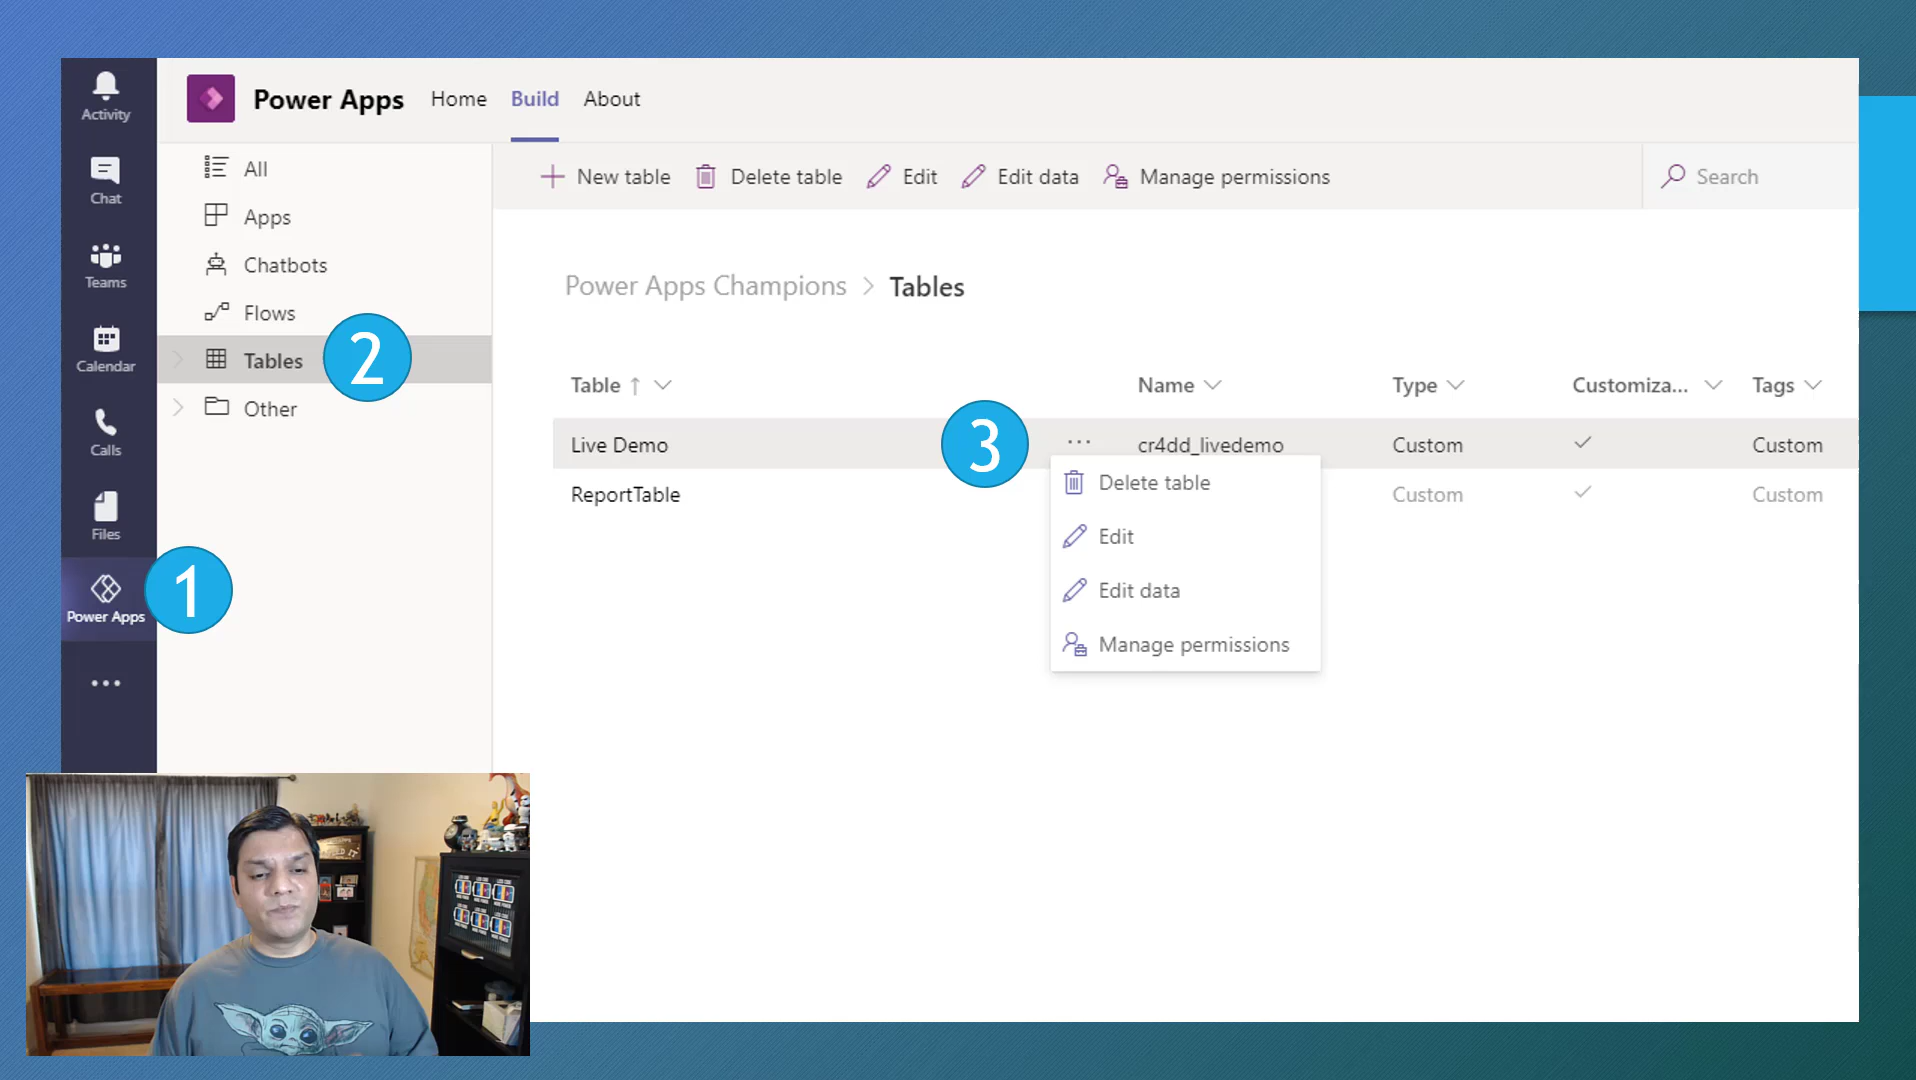 Activity
Chat
Teams
Calendar
Calls
Files
Power Apps
1
Power Apps Home Build About
All
Apps
Chatbots
Flows
Tables
2
Other
New table Delete table Edit Edit data Manage permissions Search
Power Apps Champions > Tables
Table ↑ Name Type Customiza... Tags
Live Demo 3 ... cr4dd_livedemo Custom ✓ Custom
ReportTable Custom ✓ Custom
Delete table
Edit
Edit data
Manage permissions